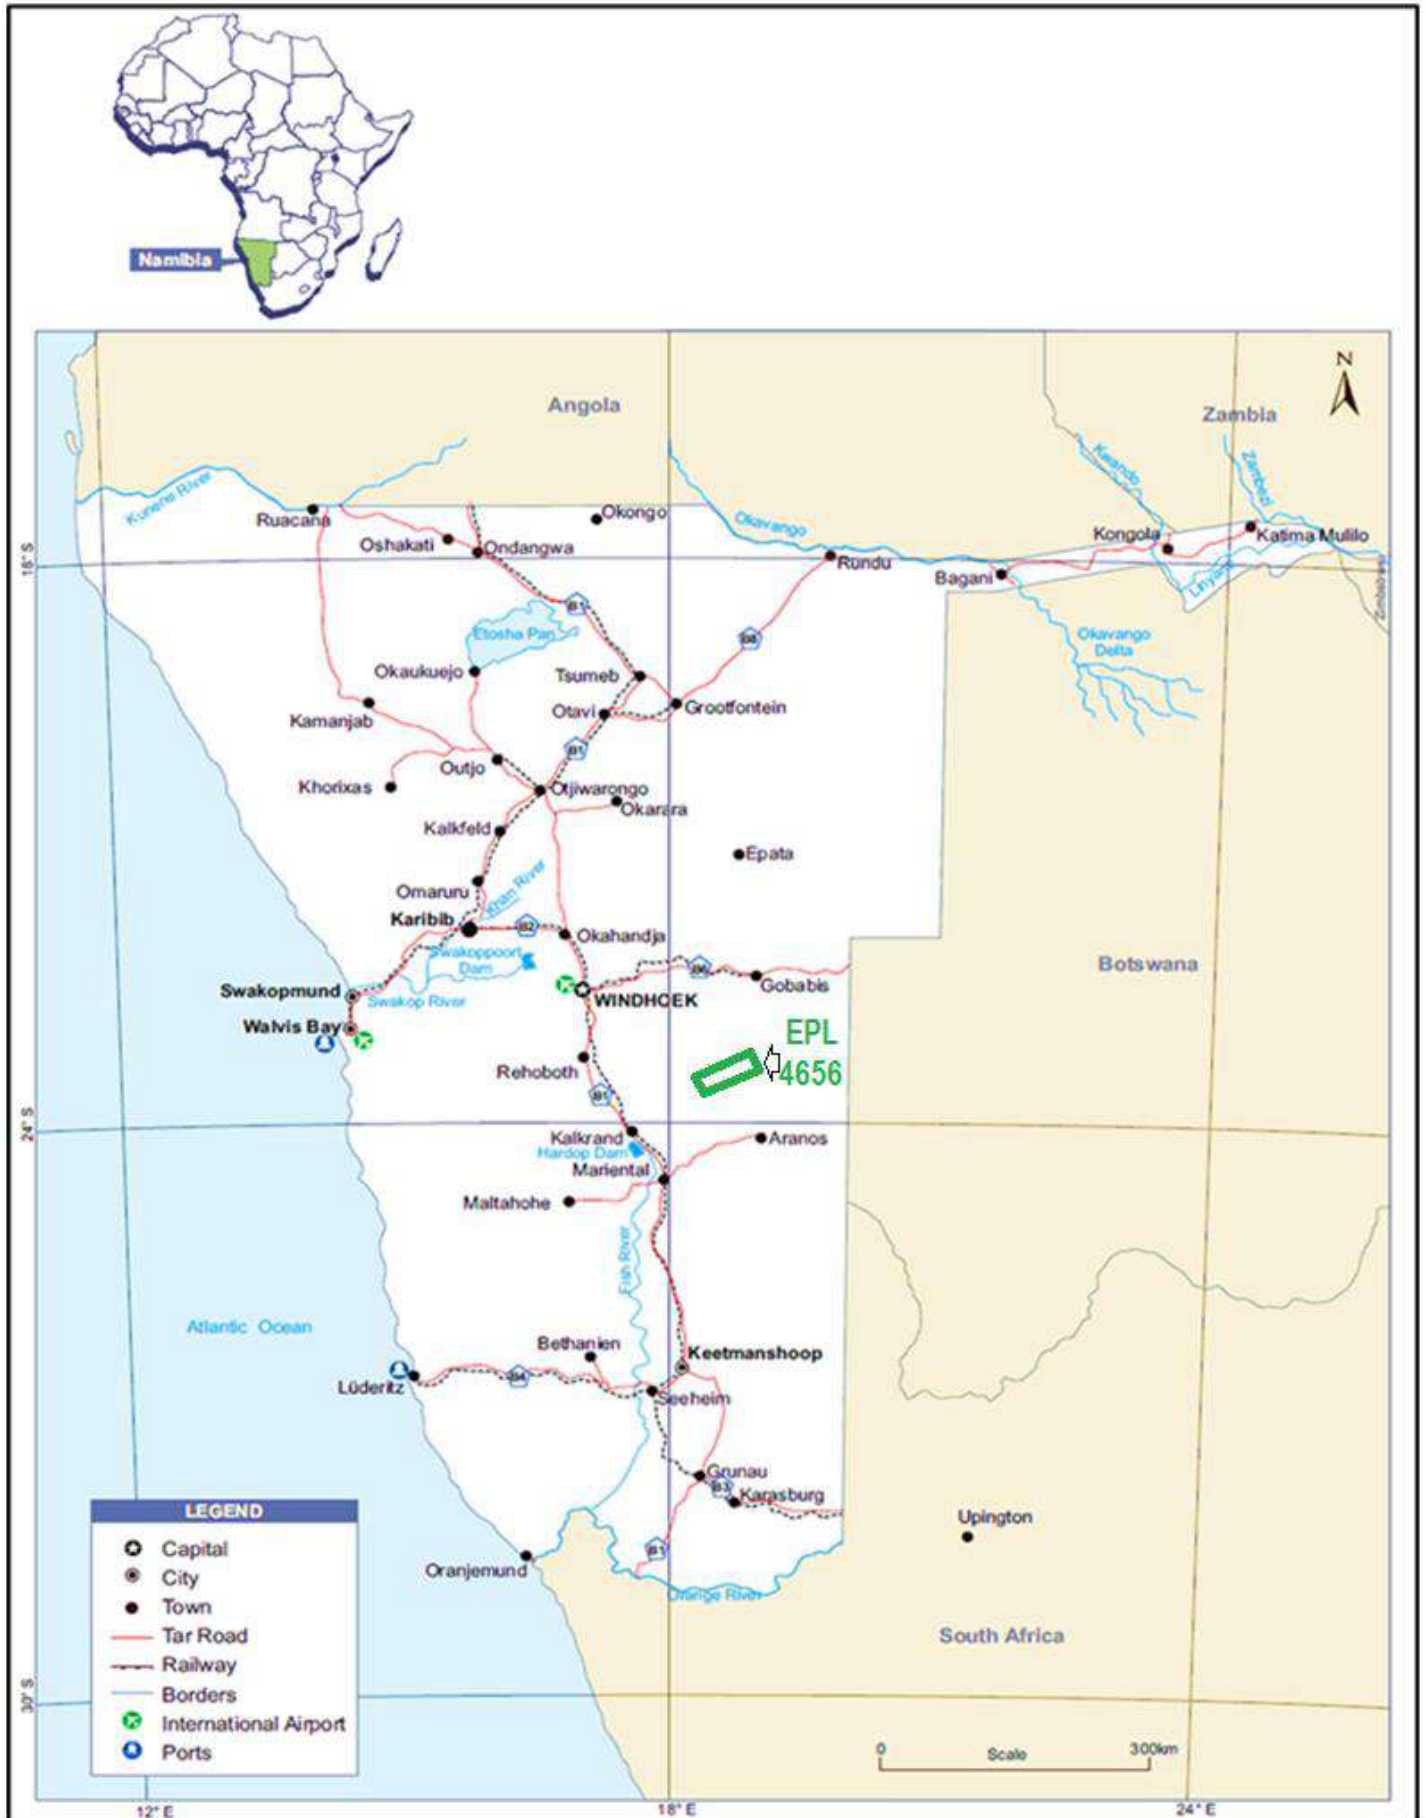 Namibia
N
Angola
Zambia
Kunene River
Ruacana
Okongo
Oshakati
Ondangwa
Okavango
Kwando
Zambezi
Kongola
Katima Mulilo
Rundu
Bagani
18° S
B1
Etosha Pan
B8
Okavango
Delta
Okaukuejo
Tsumeb
Kamanjab
Otavi
Grootfontein
B1
Outjo
Khorixas
Otjiwarongo
Okarara
Kalkfeld
Epata
Omaruru
Khan River
Karibib
B2
Okahandja
Swakoppoort
Dam
B6
Botswana
Gobabis
Swakopmund
Swakop River
WINDHOEK
Walvis Bay
EPL
4656
Rehoboth
B1
24° S
Kalkrand
Aranos
Hardop Dam
Mariental
Maltahohe
Fish River
Atlantic Ocean
Bethanien
Keetmanshoop
Lüderitz
B4
Seeheim
Grunau
B3
Karasburg
Upington
B1
Oranjemund
Orange River
South Africa
LEGEND
Capital
City
Town
Tar Road
Railway
Borders
International Airport
Ports
30° S
0
Scale
300km
12° E
18° E
24° E